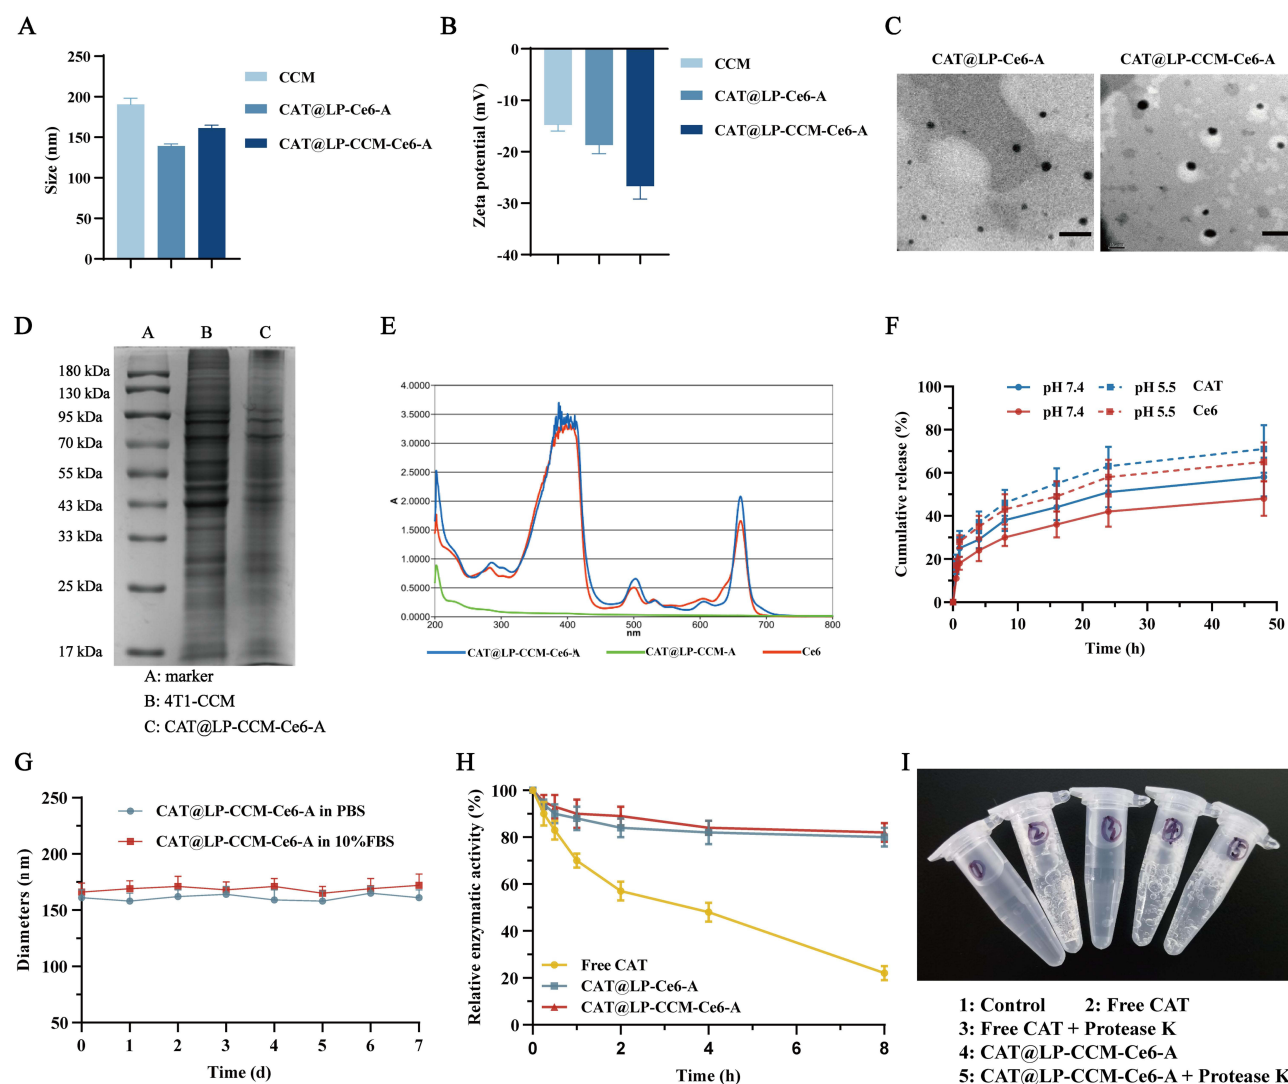 A
250
200
150
100
50
0
Size (nm)
CCM
CAT@LP-Ce6-A
CAT@LP-CCM-Ce6-A
B
0
-10
-20
-30
-40
Zeta potential (mV)
CCM
CAT@LP-Ce6-A
CAT@LP-CCM-Ce6-A
C
CAT@LP-Ce6-A
CAT@LP-CCM-Ce6-A
D
A B C
180 kDa
130 kDa
95 kDa
70 kDa
55 kDa
43 kDa
33 kDa
25 kDa
17 kDa
A: marker
B: 4T1-CCM
C: CAT@LP-CCM-Ce6-A
E
4.0000
3.5000
3.0000
2.5000
2.0000
1.5000
1.0000
0.5000
0.0000
A
200 300 400 500 600 700 800
nm
CAT@LP-CCM-Ce6-A
CAT@LP-CCM-A
Ce6
F
100
80
60
40
20
0
Cumulative release (%)
pH 7.4 pH 5.5 CAT
pH 7.4 pH 5.5 Ce6
0 10 20 30 40 50
Time (h)
G
250
200
150
100
50
Diameters (nm)
CAT@LP-CCM-Ce6-A in PBS
CAT@LP-CCM-Ce6-A in 10%FBS
0 1 2 3 4 5 6 7
Time (d)
H
100
80
60
40
20
0
Relative enzymatic activity (%)
Free CAT
CAT@LP-Ce6-A
CAT@LP-CCM-Ce6-A
0 2 4 6 8
Time (h)
I
1 2 3 4 5
1: Control 2: Free CAT
3: Free CAT + Protease K
4: CAT@LP-CCM-Ce6-A
5: CAT@LP-CCM-Ce6-A + Protease K